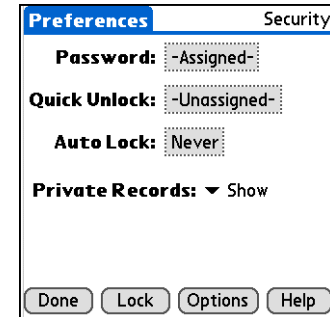 Preferences Security
Password: -Assigned-
Quick Unlock: -Unassigned-
Auto Lock: Never
Private Records: Show
Done Lock Options Help